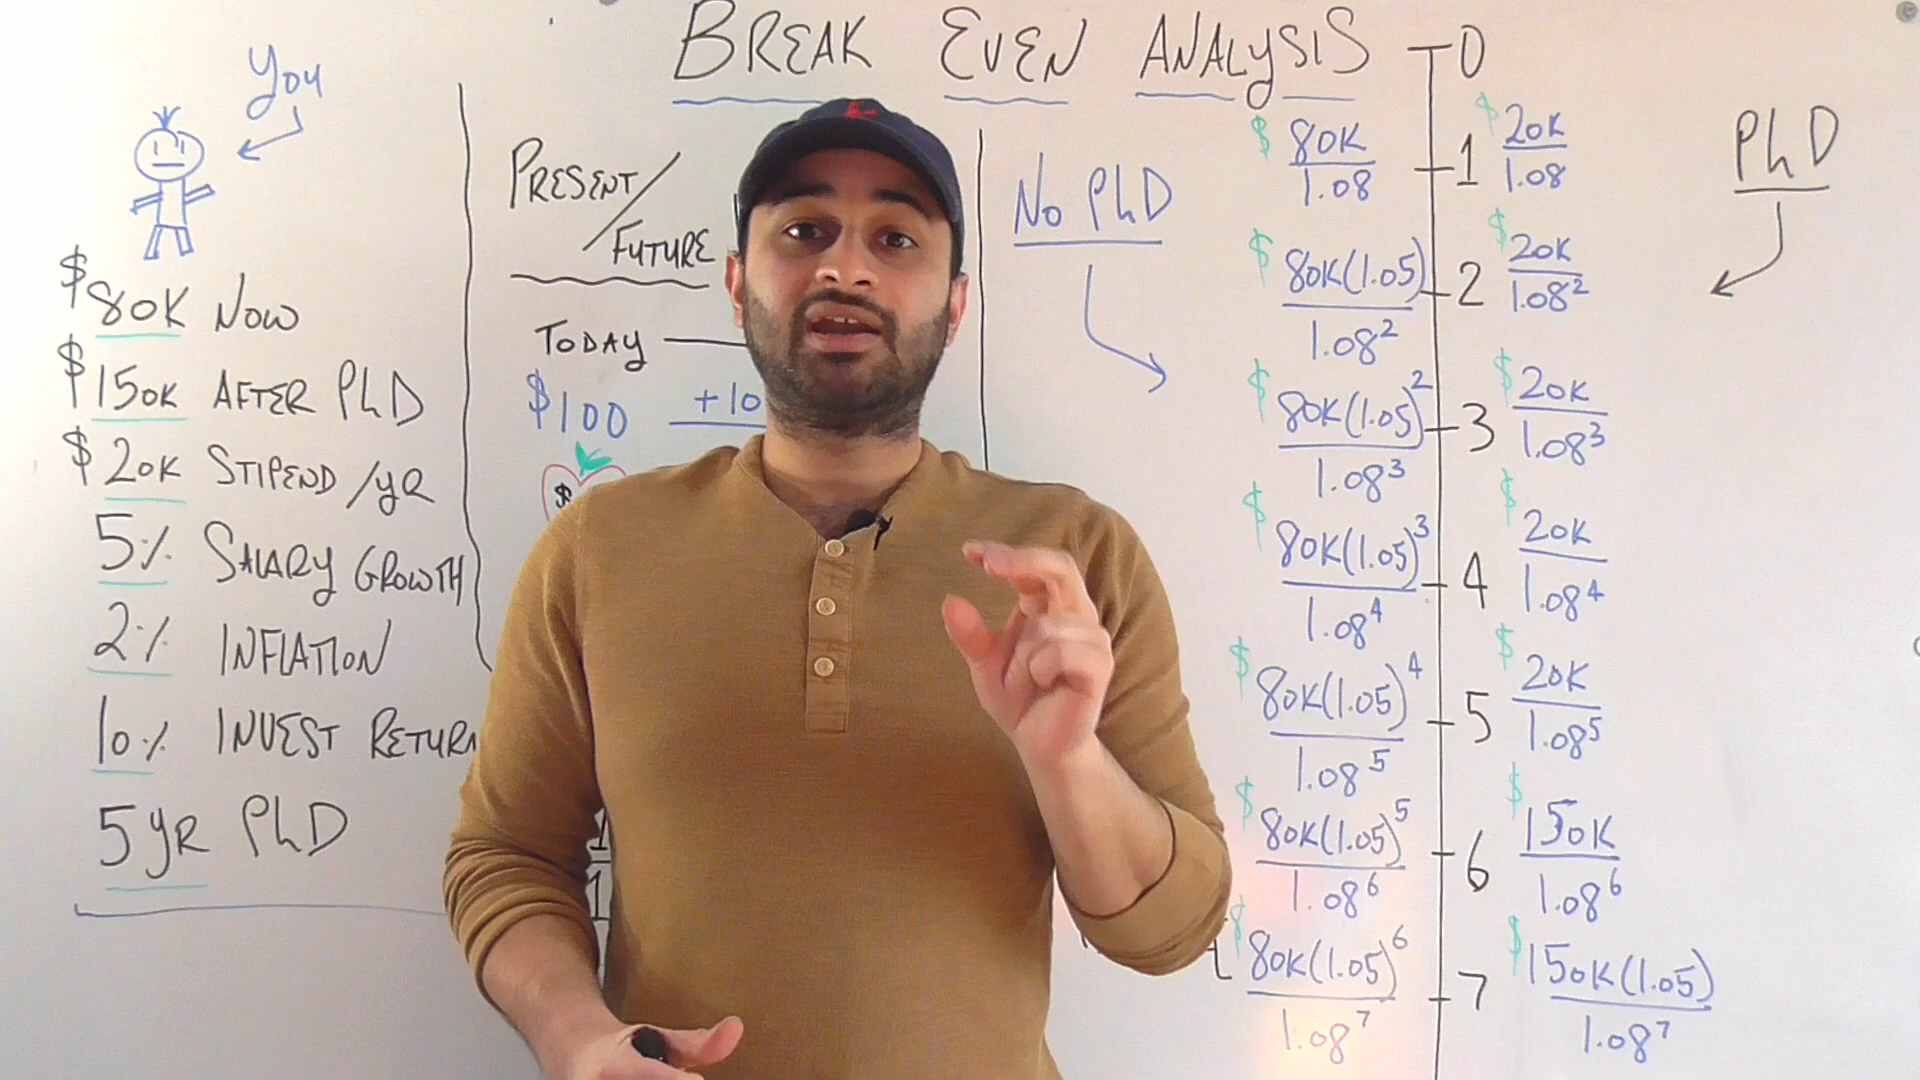 BREAK EVEN ANALYSIS
You
$80K NOW
$150K AFTER PhD
$20K STIPEND /YR
5% SALARY GROWTH
2% INFLATION
10% INVEST RETURN
5 YR PhD
PRESENT/
FUTURE
TODAY
$100 +10
$
1
1
No PhD
PhD
0
$ 80K
1.08
1
$ 20K
1.08
$ 80K(1.05)
1.08²
2
$ 20K
1.08²
$ 80K(1.05)²
1.08³
3
$ 20K
1.08³
$ 80K(1.05)³
1.08⁴
4
$ 20K
1.08⁴
$ 80K(1.05)⁴
1.08⁵
5
$ 20K
1.08⁵
$ 80K(1.05)⁵
1.08⁶
6
$ 150K
1.08⁶
$ 80K(1.05)⁶
1.08⁷
7
$ 150K(1.05)
1.08⁷